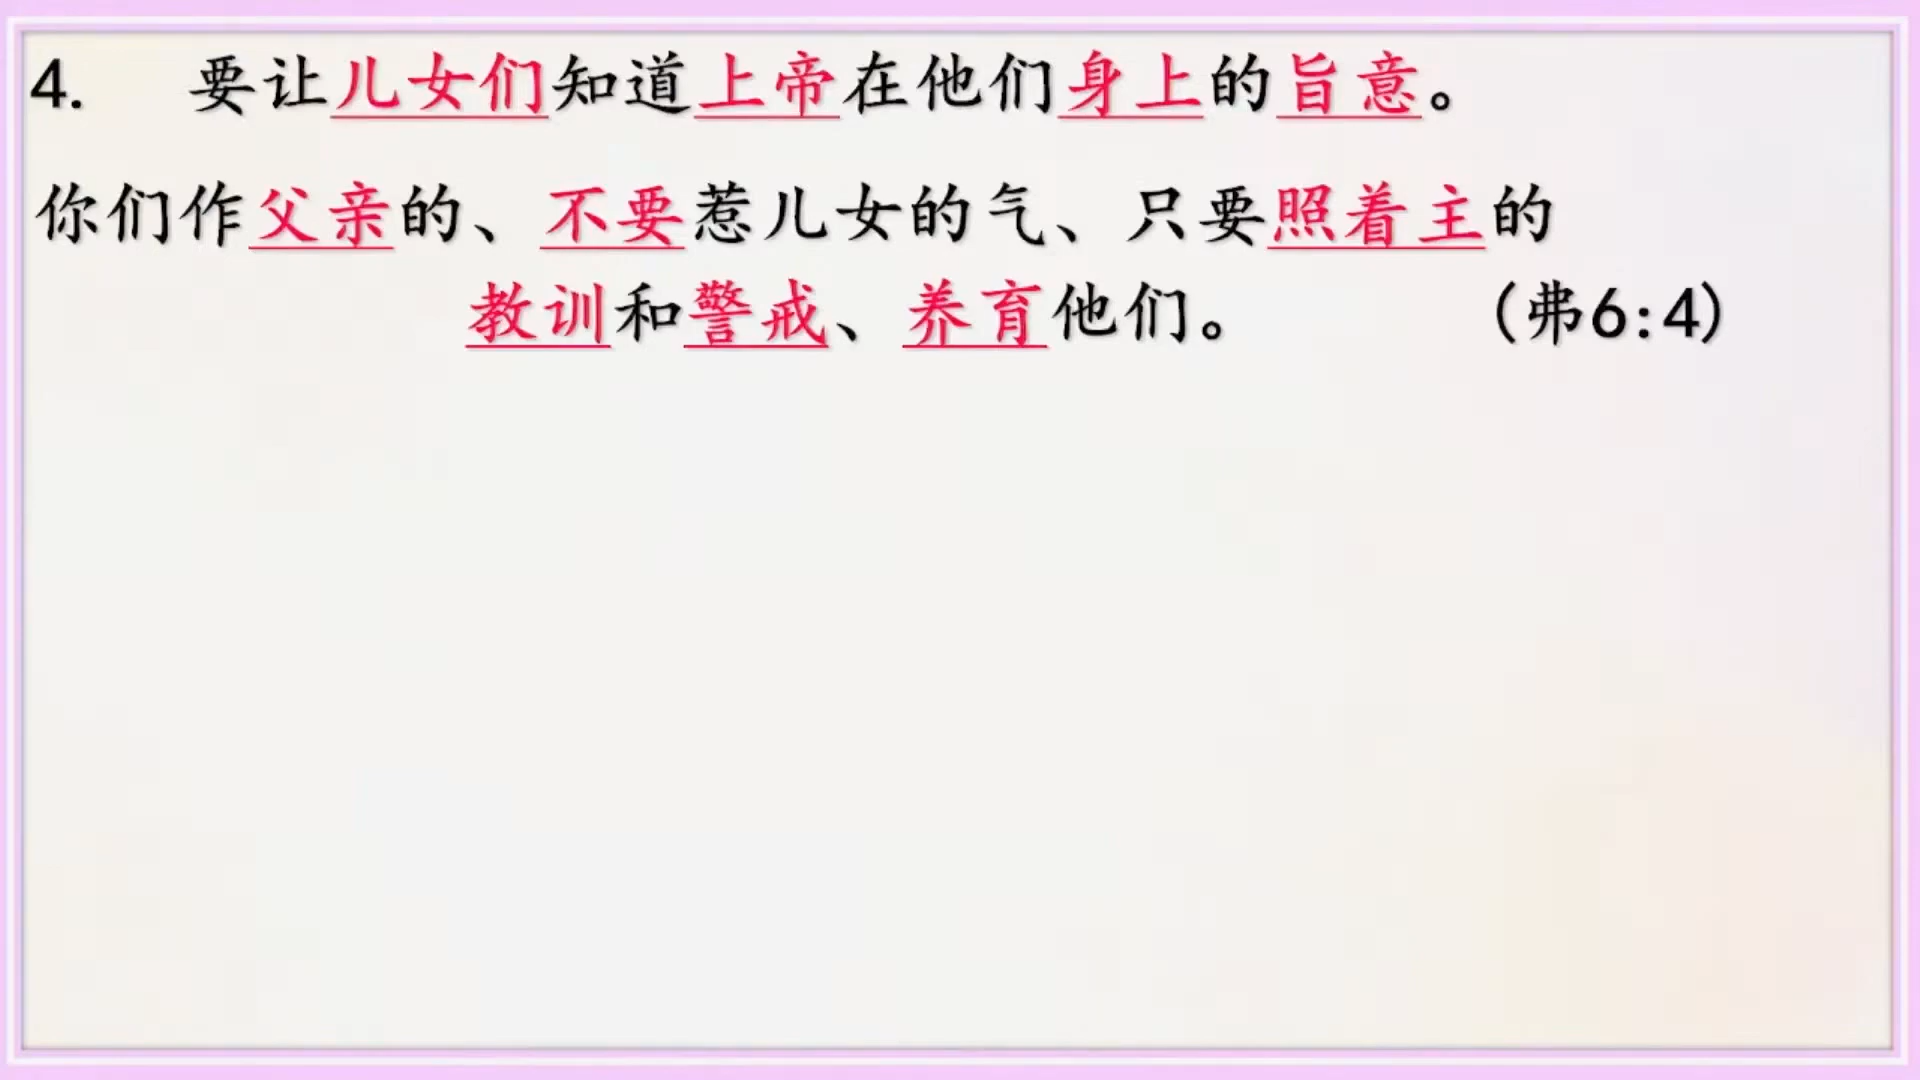 4. 要让儿女们知道上帝在他们身上的旨意。
你们作父亲的、不要惹儿女的气、只要照着主的
教训和警戒、养育他们。 (弗6:4)